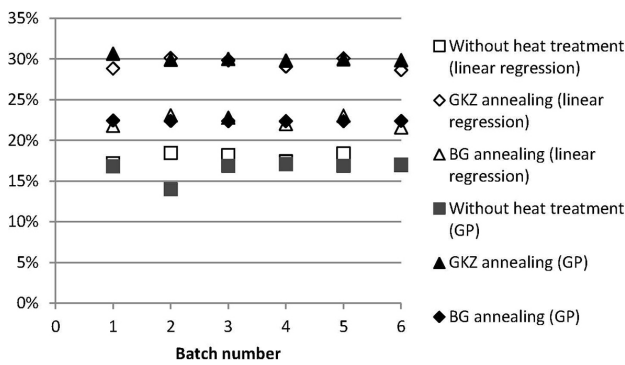 35%
30%
25%
20%
15%
10%
5%
0%
0 1 2 3 4 5 6
Batch number
Without heat treatment
(linear regression)
GKZ annealing (linear
regression)
BG annealing (linear
regression)
Without heat treatment
(GP)
GKZ annealing (GP)
BG annealing (GP)